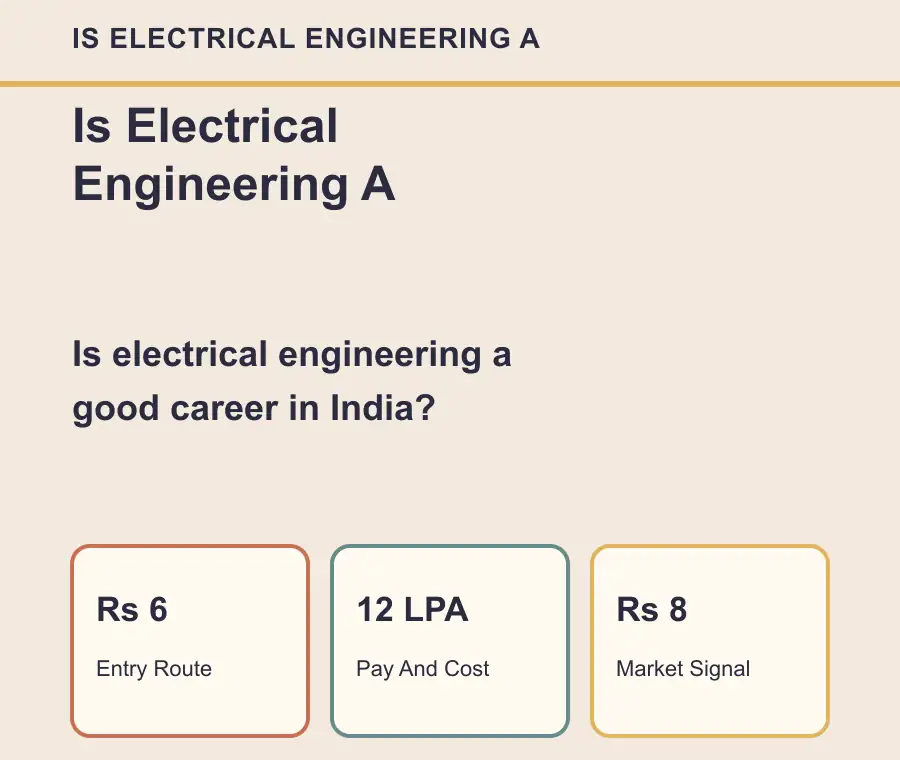 IS ELECTRICAL ENGINEERING A
Is Electrical
Engineering A
Is electrical engineering a
good career in India?
Rs 6
Entry Route
12 LPA
Pay And Cost
Rs 8
Market Signal